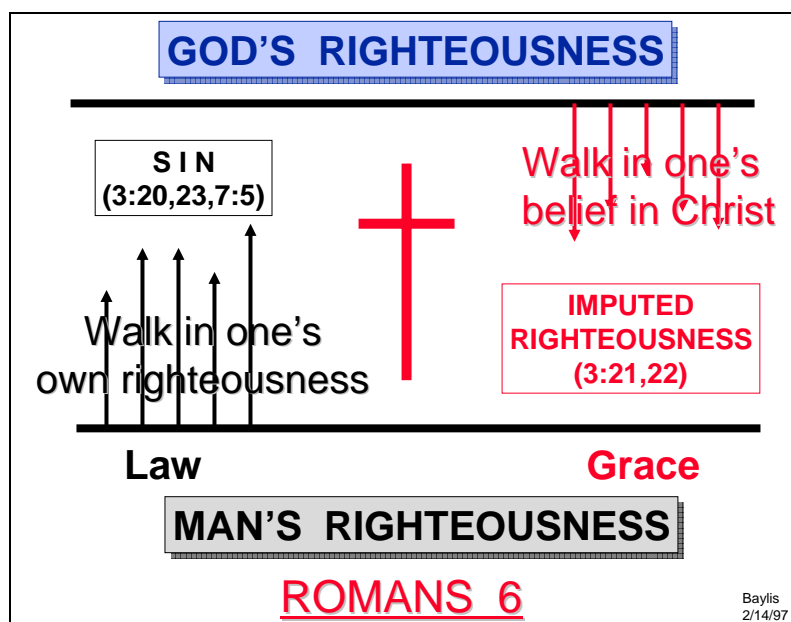 GOD'S RIGHTEOUSNESS
S I N
(3:20,23,7:5)
Walk in one's
belief in Christ
IMPUTED
RIGHTEOUSNESS
(3:21,22)
Walk in one's
own righteousness
Law
Grace
MAN'S RIGHTEOUSNESS
ROMANS 6
Baylis
2/14/97